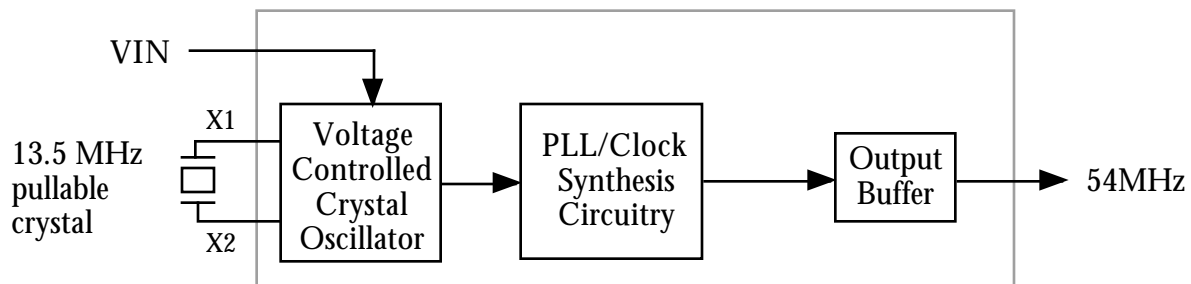 VIN
X1
13.5 MHz
pullable
crystal
X2
Voltage
Controlled
Crystal
Oscillator
PLL/Clock
Synthesis
Circuitry
Output
Buffer
54MHz